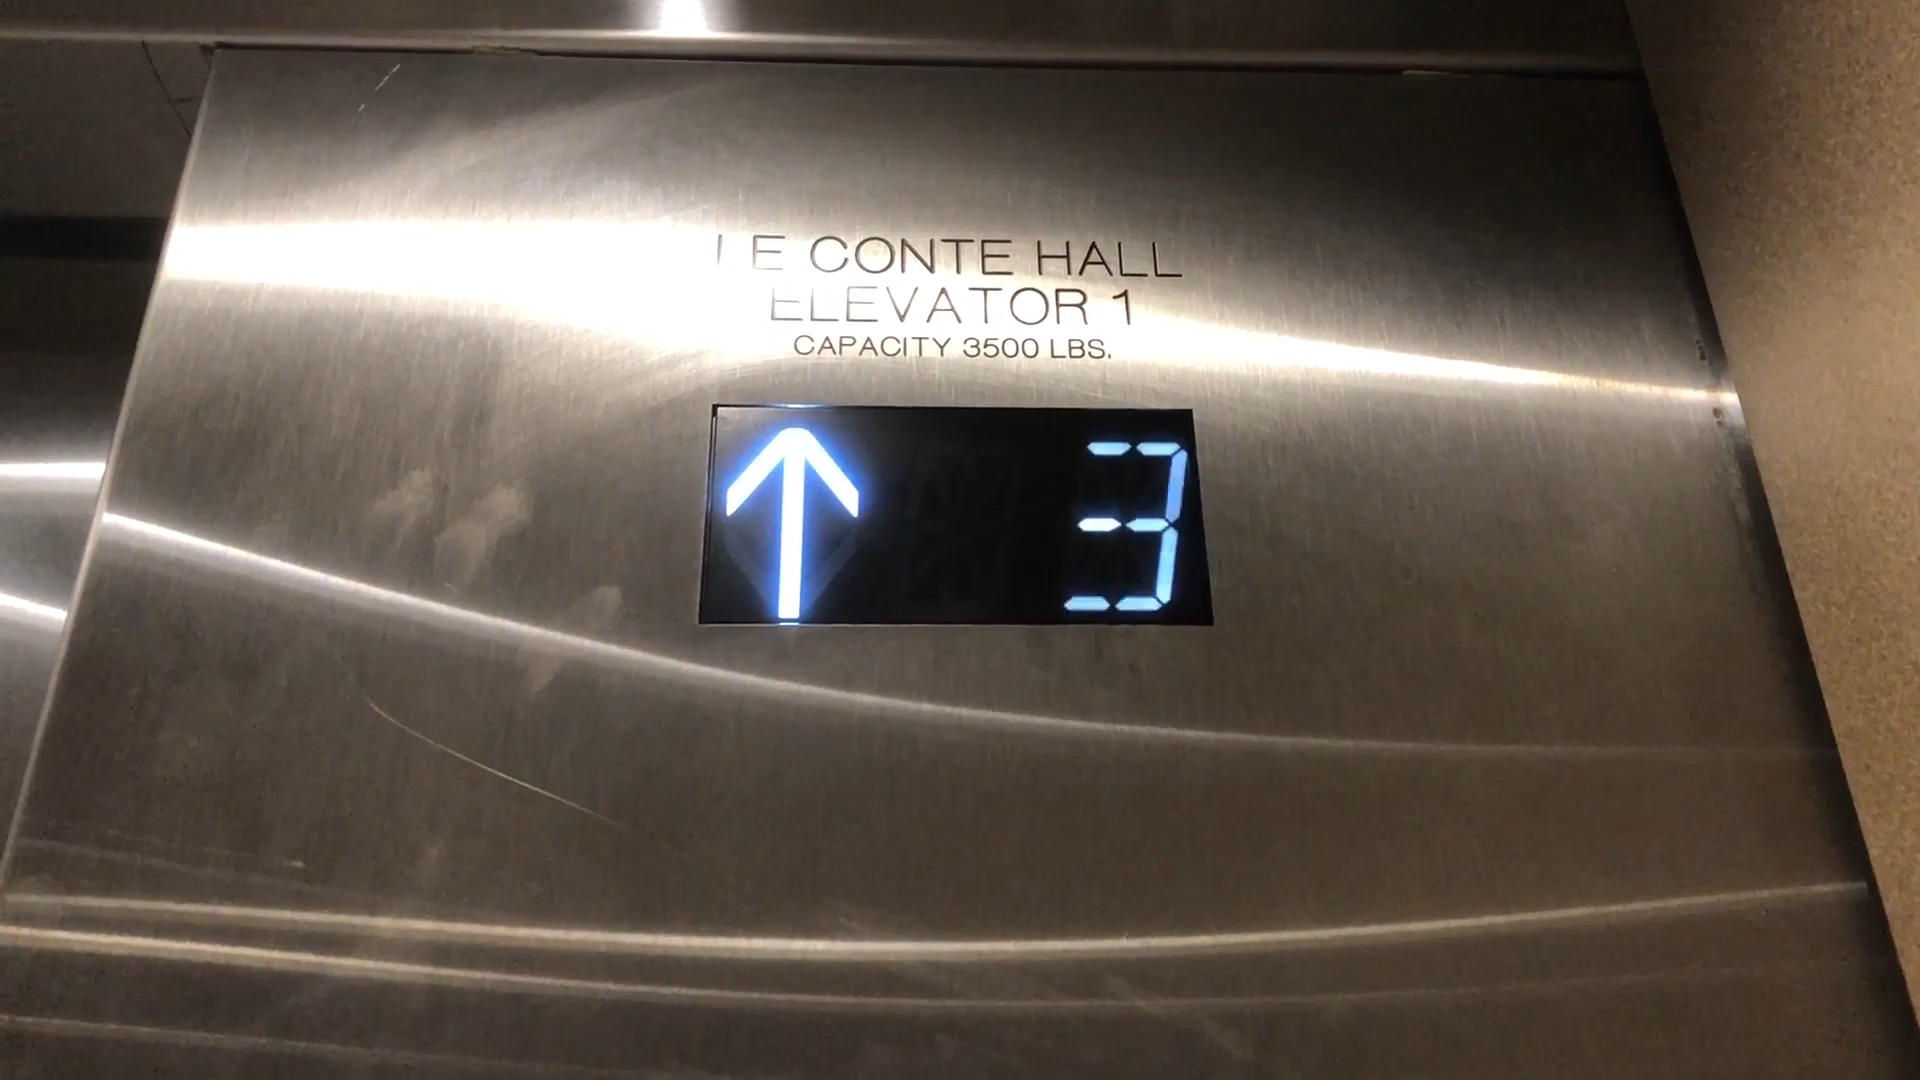 LE CONTE HALL
ELEVATOR 1
CAPACITY 3500 LBS.
↑ 3